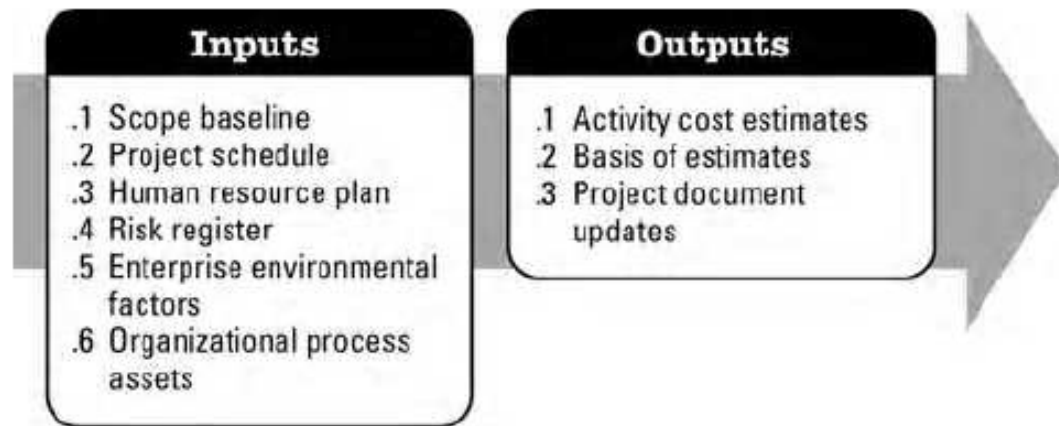 Inputs
.1 Scope baseline
.2 Project schedule
.3 Human resource plan
.4 Risk register
.5 Enterprise environmental
factors
.6 Organizational process
assets
Outputs
.1 Activity cost estimates
.2 Basis of estimates
.3 Project document
updates